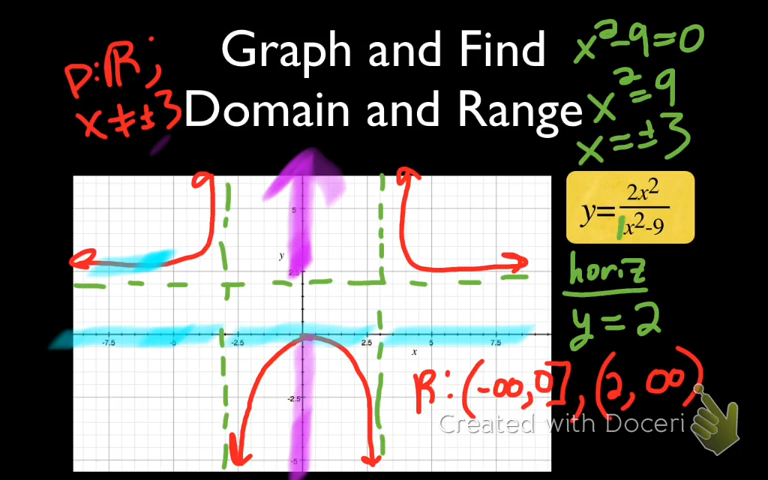 Graph and Find
Domain and Range
D: ℝ;
x ≠ ±3
x²-9=0
x²=9
x=±3
y= 2x² / 1x²-9
horiz
y=2
R: (-∞, 0], (2, ∞)
5
y
2.5
-7.5 -5 -2.5 0 2.5 5 7.5
x
-2.5
-5
Created with Doceri